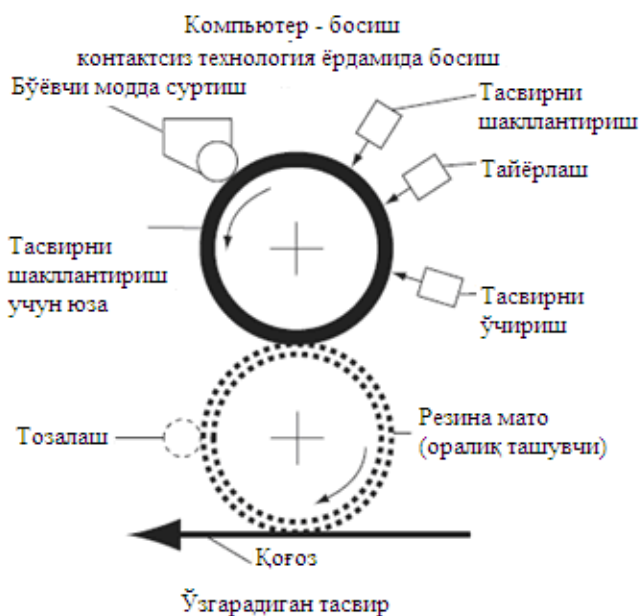 Компьютер - босиш
контактсиз технология ёрдамида босиш
Бўёвчи модда суртиш
Тасвирни
шакллантириш
Тайёрлаш
Тасвирни
шакллантириш
учун юза
Тасвирни
ўчириш
Тозалаш
Резина мато
(оралиқ ташувчи)
Қоғоз
Ўзгарадиган тасвир